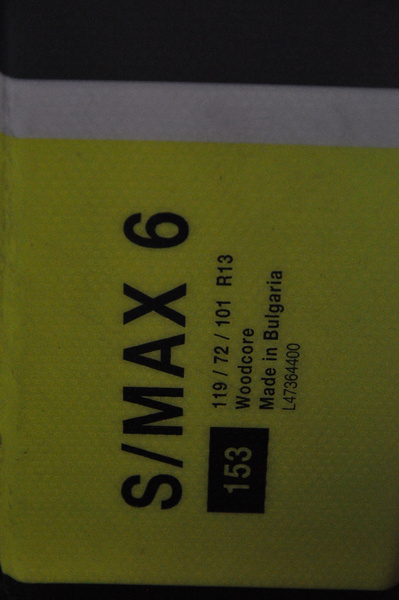 S/MAX 6
153
119 / 72 / 101 R13
Woodcore
Made in Bulgaria
L47364400